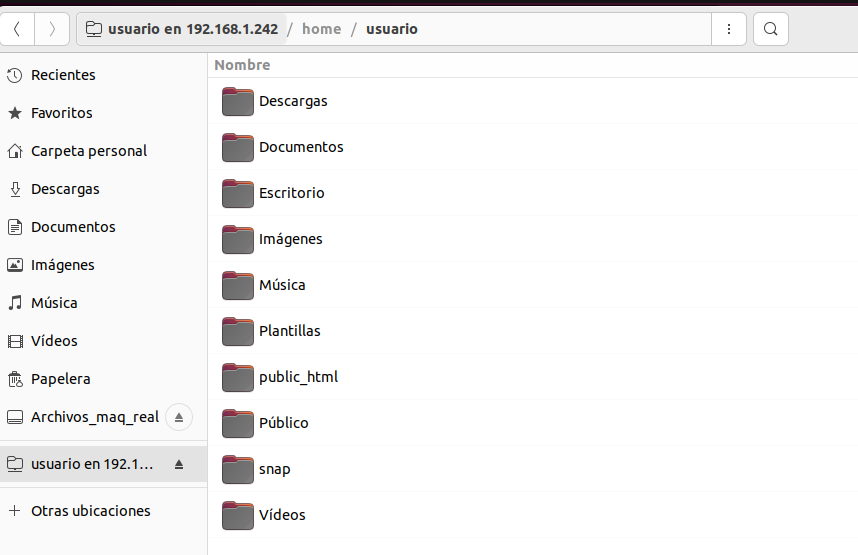 usuario en 192.168.1.242 / home / usuario
Recientes
Favoritos
Carpeta personal
Descargas
Documentos
Imágenes
Música
Vídeos
Papelera
Archivos_maq_real
usuario en 192.1...
Otras ubicaciones
Nombre
Descargas
Documentos
Escritorio
Imágenes
Música
Plantillas
public_html
Público
snap
Vídeos